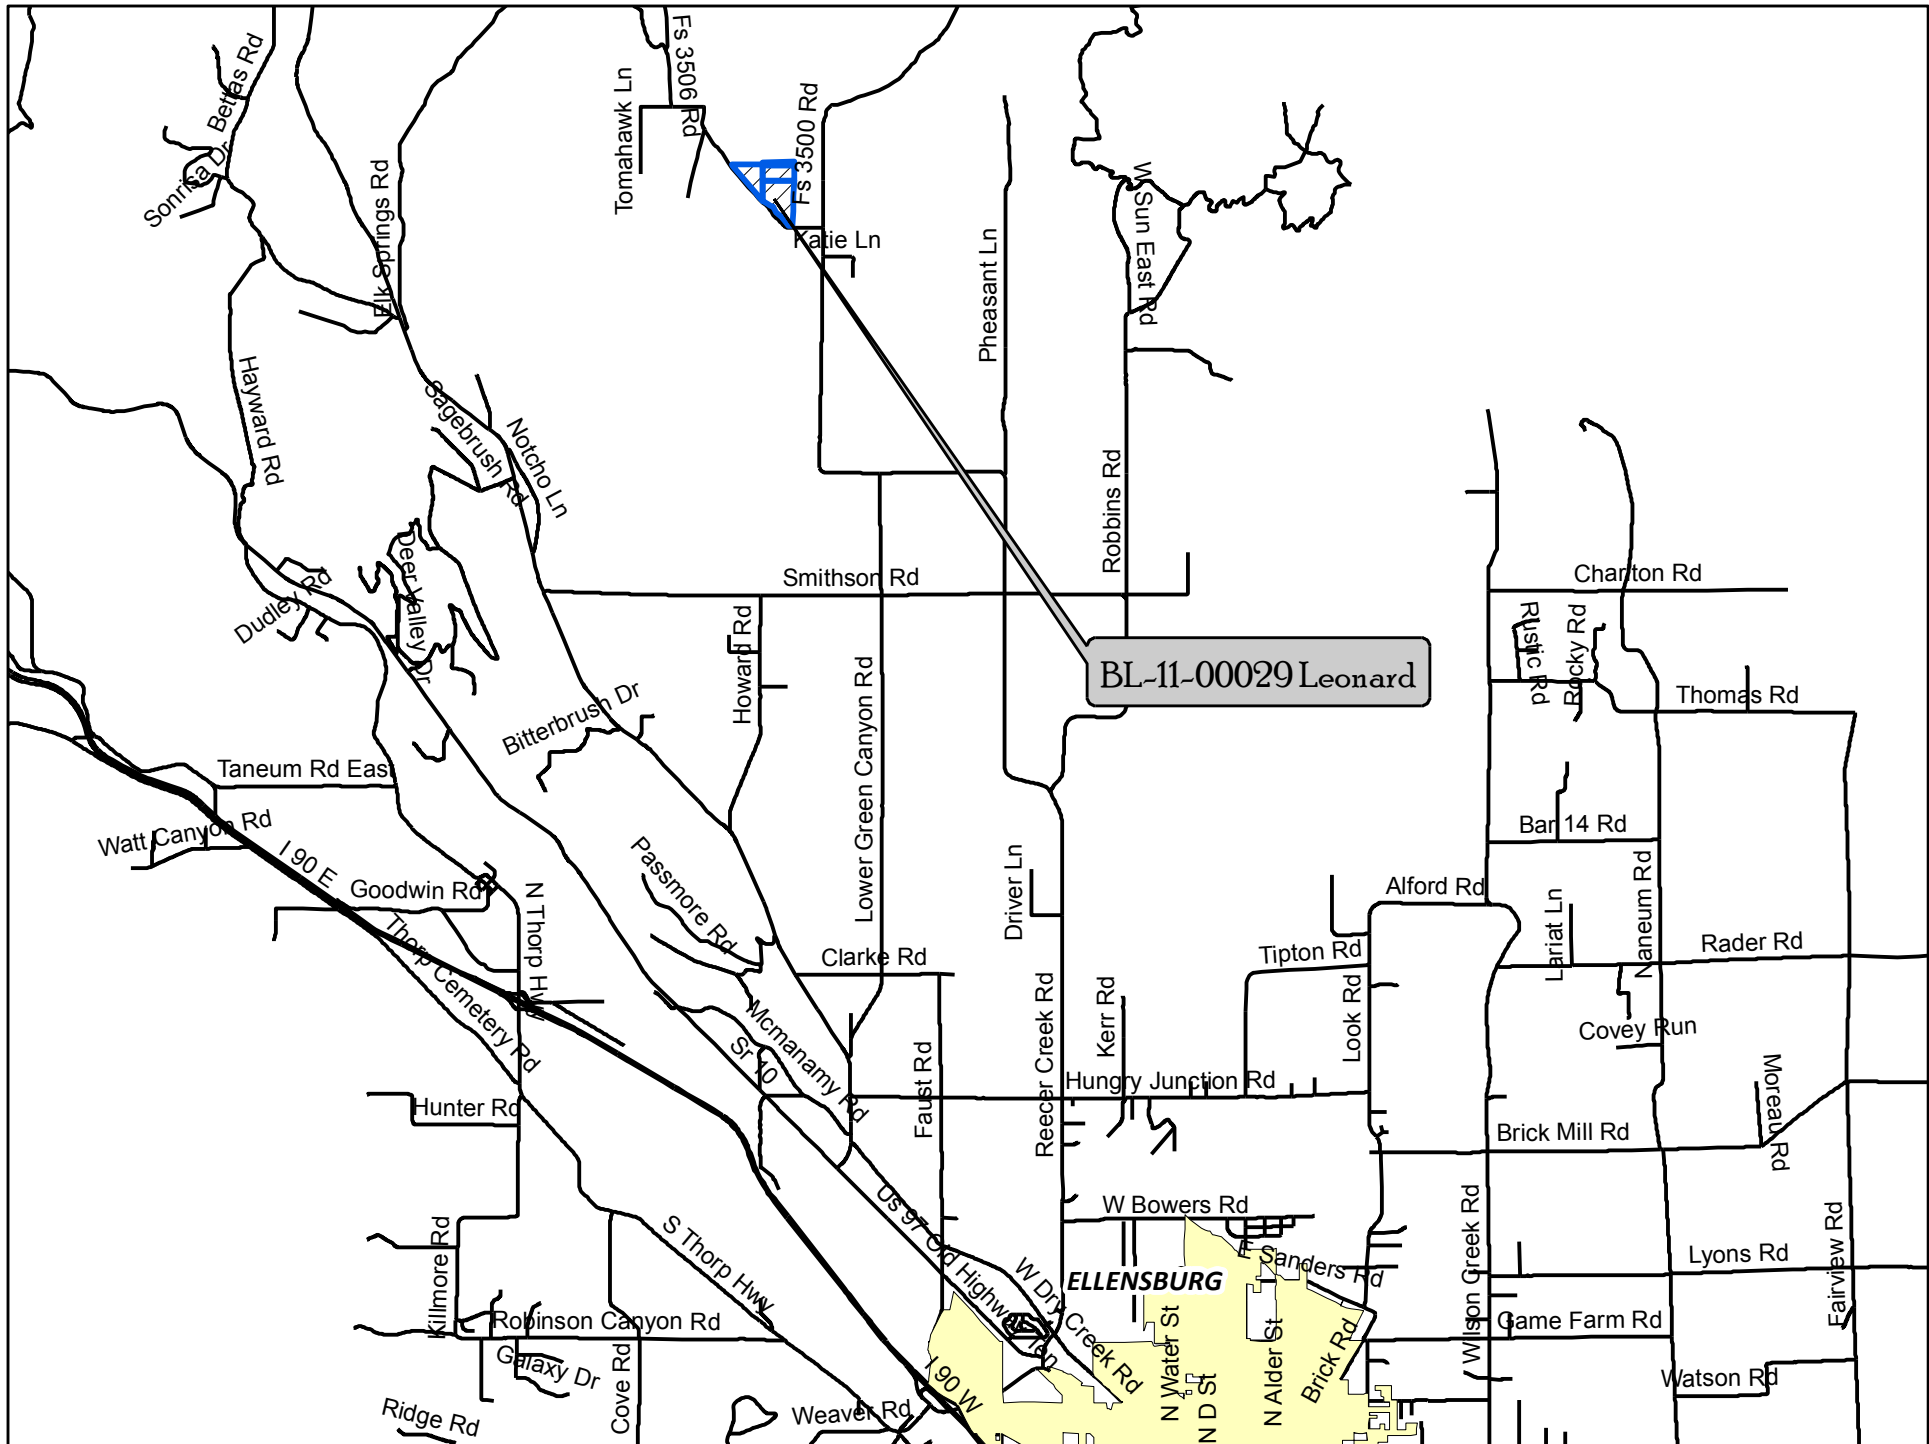 Fs 3506 Rd
Bettas Rd
Tomahawk Ln
Fs 3500 Rd
Sonrisa Dr
W Sun East Rd
Elk Springs Rd
Katie Ln
Pheasant Ln
Hayward Rd
Sagebrush Rd
Notcho Ln
Robbins Rd
Deer Valley Dr
Dudley Rd
Smithson Rd
Charlton Rd
Rustic Rd
Rocky Rd
Howard Rd
Lower Green Canyon Rd
BL-11-00029 Leonard
Thomas Rd
Bitterbrush Dr
Taneum Rd East
Watt Canyon Rd
Bar 14 Rd
I 90 E
Goodwin Rd
Passmore Rd
Driver Ln
Alford Rd
Lariat Ln
Naneum Rd
Rader Rd
N Thorp Hwy
Thorp Cemetery Rd
Clarke Rd
Tipton Rd
Reecer Creek Rd
Kerr Rd
Look Rd
Covey Run
Mcmanamy Rd
Sr 10
Faust Rd
Hungry Junction Rd
Moreau Rd
Hunter Rd
Brick Mill Rd
W Bowers Rd
Us 97 Old Highway Ten
S Thorp Hwy
Killmore Rd
W Dry Creek Rd
ELLENSBURG
E Sanders Rd
Wilson Creek Rd
Lyons Rd
Fairview Rd
Robinson Canyon Rd
Game Farm Rd
Galaxy Dr
Cove Rd
I 90 W
N Water St
N D St
N Alder St
Brick Rd
Watson Rd
Ridge Rd
Weaver Rd